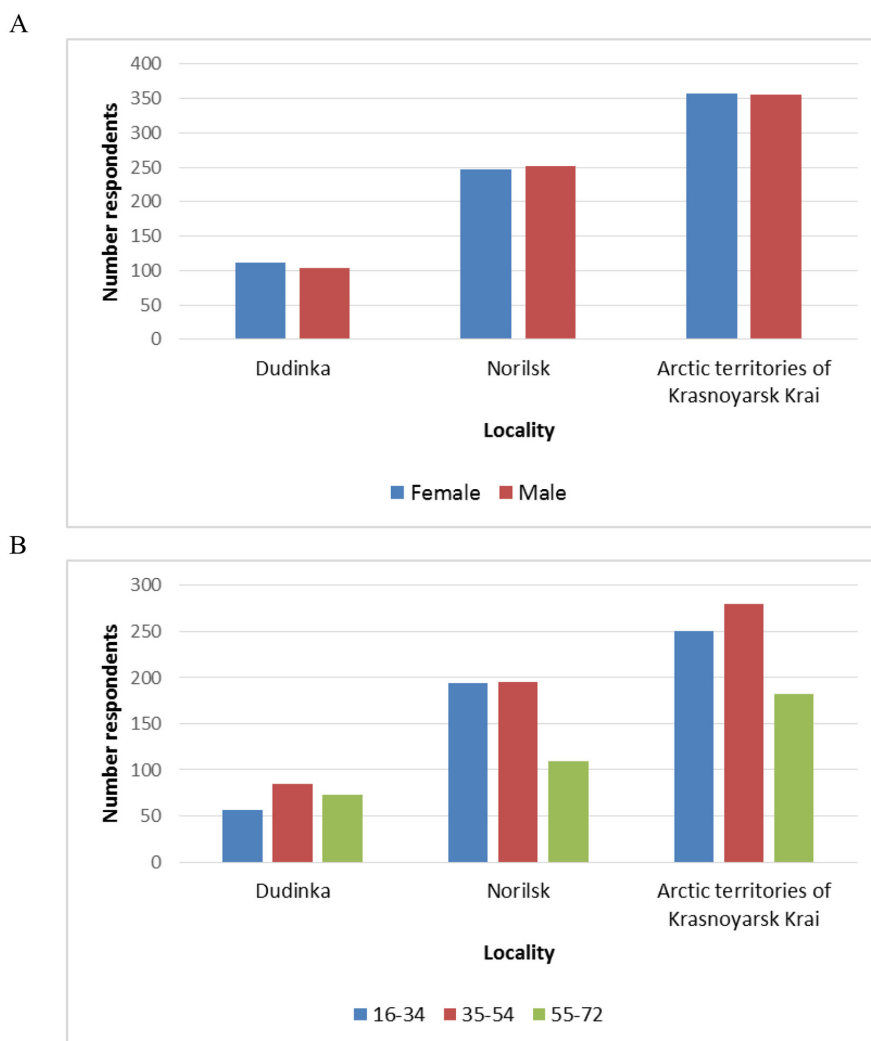 A
Number respondents
400
350
300
250
200
150
100
50
0
Dudinka
Norilsk
Arctic territories of
Krasnoyarsk Krai
Locality
Female
Male
B
Number respondents
300
250
200
150
100
50
0
Dudinka
Norilsk
Arctic territories of
Krasnoyarsk Krai
Locality
16-34
35-54
55-72